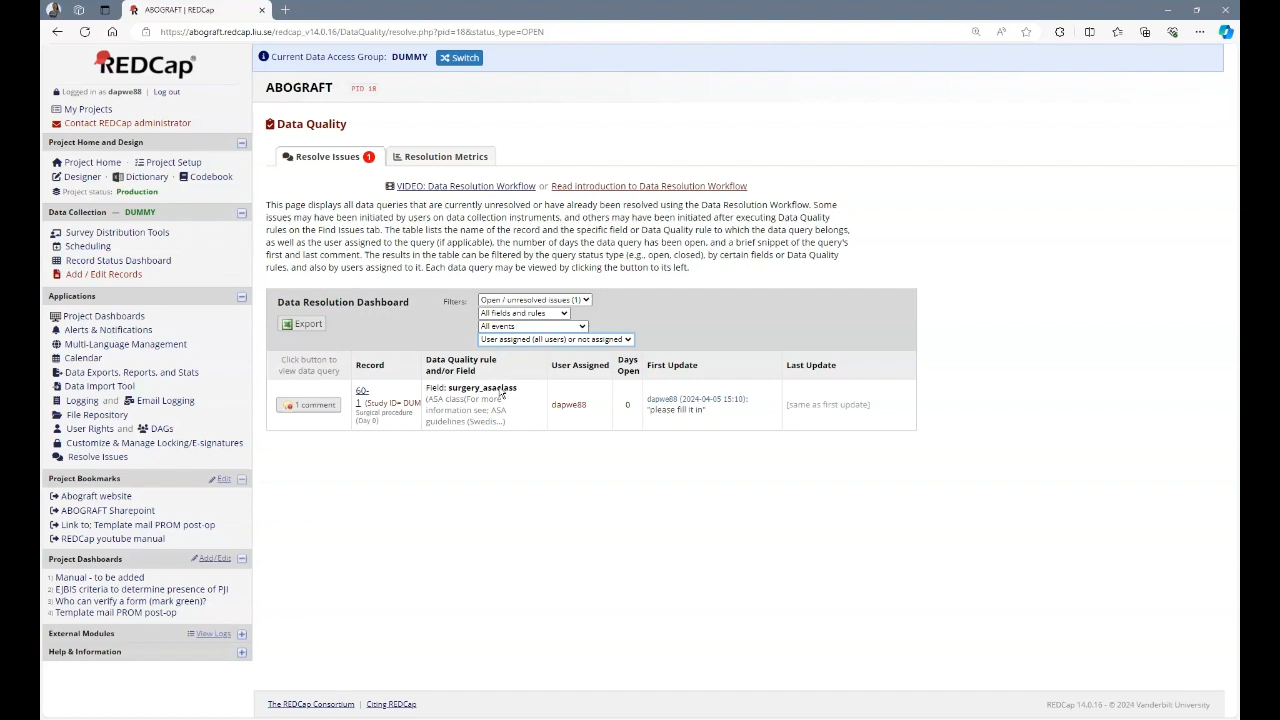 ABOGRAFT | REDCap
https://abograft.redcap.liu.se/redcap_v14.0.16/DataQuality/resolve.php?pid=18&status_type=OPEN
REDCap
Logged in as dapwe88 | Log out
My Projects
Contact REDCap administrator
Project Home and Design
Project Home · Project Setup
Designer · Dictionary · Codebook
Project status: Production
Data Collection — DUMMY
Survey Distribution Tools
Scheduling
Record Status Dashboard
Add / Edit Records
Applications
Project Dashboards
Alerts & Notifications
Multi-Language Management
Calendar
Data Exports, Reports, and Stats
Data Import Tool
Logging and Email Logging
File Repository
User Rights and DAGs
Customize & Manage Locking/E-signatures
Resolve Issues
Project Bookmarks Edit
Abograft website
ABOGRAFT Sharepoint
Link to: Template mail PROM post-op
REDCap youtube manual
Project Dashboards Add/Edit
1) Manual - to be added
2) EJBIS criteria to determine presence of PJI
3) Who can verify a form (mark green)?
4) Template mail PROM post-op
External Modules View Logs
Help & Information
Current Data Access Group: DUMMY Switch
ABOGRAFT PID 18
Data Quality
Resolve Issues 1 Resolution Metrics
VIDEO: Data Resolution Workflow or Read introduction to Data Resolution Workflow
This page displays all data queries that are currently unresolved or have already been resolved using the Data Resolution Workflow. Some
issues may have been initiated by users on data collection instruments, and others may have been initiated after executing Data Quality
rules on the Find Issues tab. The table lists the name of the record and the specific field or Data Quality rule to which the data query belongs,
as well as the user assigned to the query (if applicable), the number of days the data query has been open, and a brief snippet of the query's
first and last comment. The results in the table can be filtered by the query status type (e.g., open, closed), by certain fields or Data Quality
rules, and also by users assigned to it. Each data query may be viewed by clicking the button to its left.
Data Resolution Dashboard
Export
Filters: Open / unresolved issues (1)
All fields and rules
All events
User assigned (all users) or not assigned
Click button to
view data query
Record
Data Quality rule
and/or Field
User Assigned
Days
Open
First Update
Last Update
1 comment
60-
1 (Study ID= DUM
Surgical procedure
(Day 0)
Field: surgery_asaclass
(ASA class(For more
information see; ASA
guidelines (Swedis...)
dapwe88
0
dapwe88 (2024-04-05 15:10):
"please fill it in"
[same as first update]
The REDCap Consortium | Citing REDCap
REDCap 14.0.16 - © 2024 Vanderbilt University